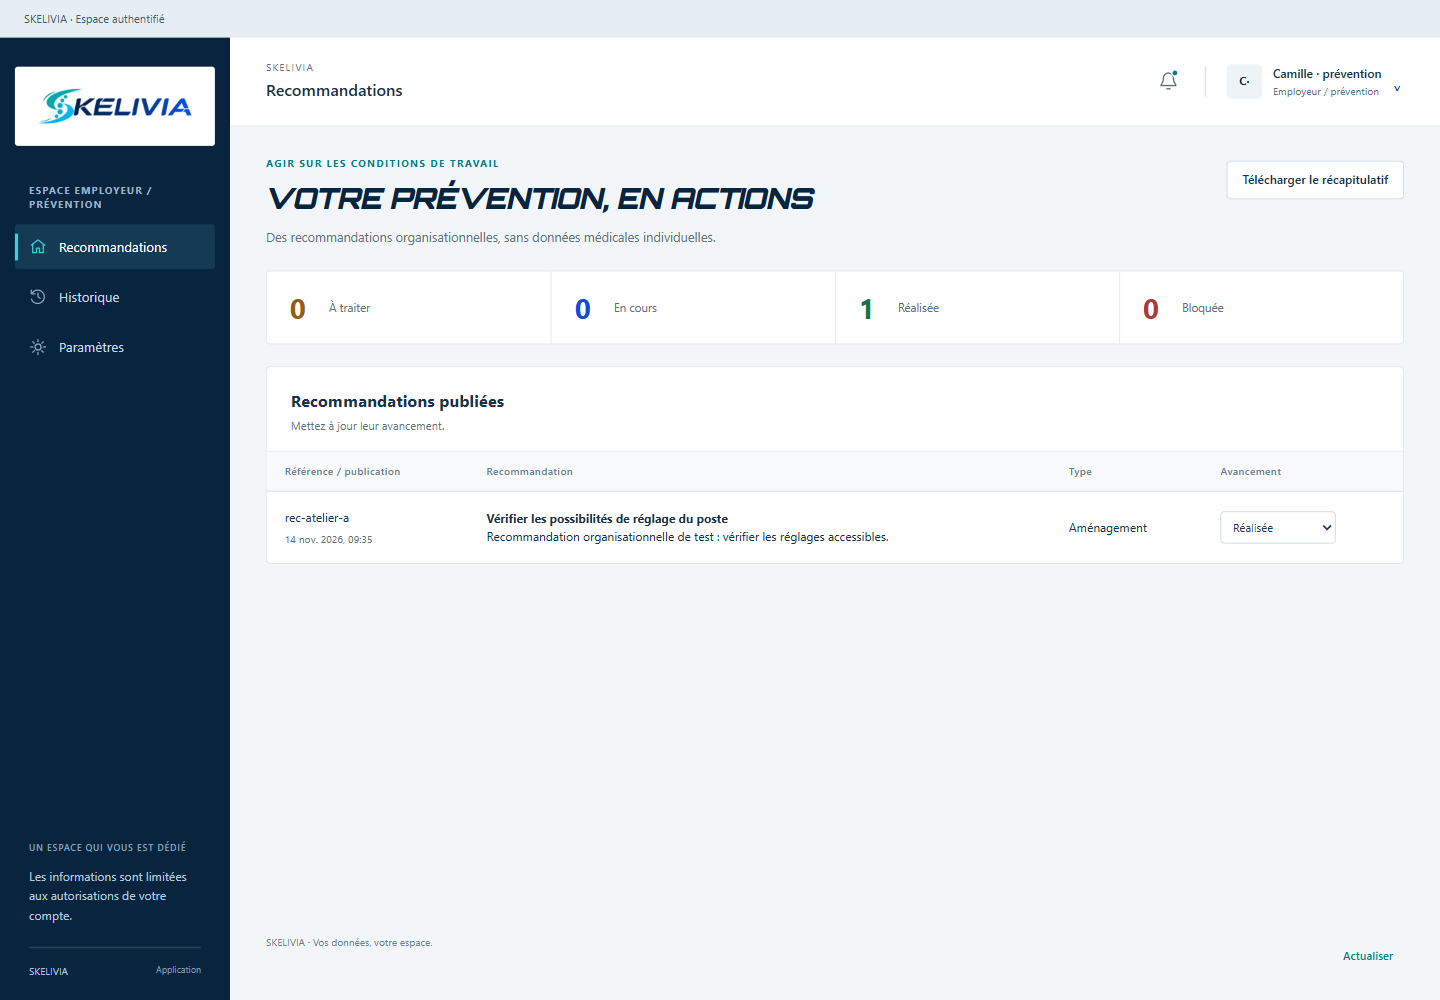 SKELIVIA · Espace authentifié
SKELIVIA
ESPACE EMPLOYEUR /
PRÉVENTION
Recommandations
Historique
Paramètres
UN ESPACE QUI VOUS EST DÉDIÉ
Les informations sont limitées
aux autorisations de votre
compte.
SKELIVIA
Application
SKELIVIA
Recommandations
C·
Camille · prévention
Employeur / prévention
AGIR SUR LES CONDITIONS DE TRAVAIL
VOTRE PRÉVENTION, EN ACTIONS
Des recommandations organisationnelles, sans données médicales individuelles.
Télécharger le récapitulatif
0 À traiter
0 En cours
1 Réalisée
0 Bloquée
Recommandations publiées
Mettez à jour leur avancement.
Référence / publication Recommandation Type Avancement
rec-atelier-a
14 nov. 2026, 09:35
Vérifier les possibilités de réglage du poste
Recommandation organisationnelle de test : vérifier les réglages accessibles.
Aménagement
Réalisée
SKELIVIA · Vos données, votre espace.
Actualiser